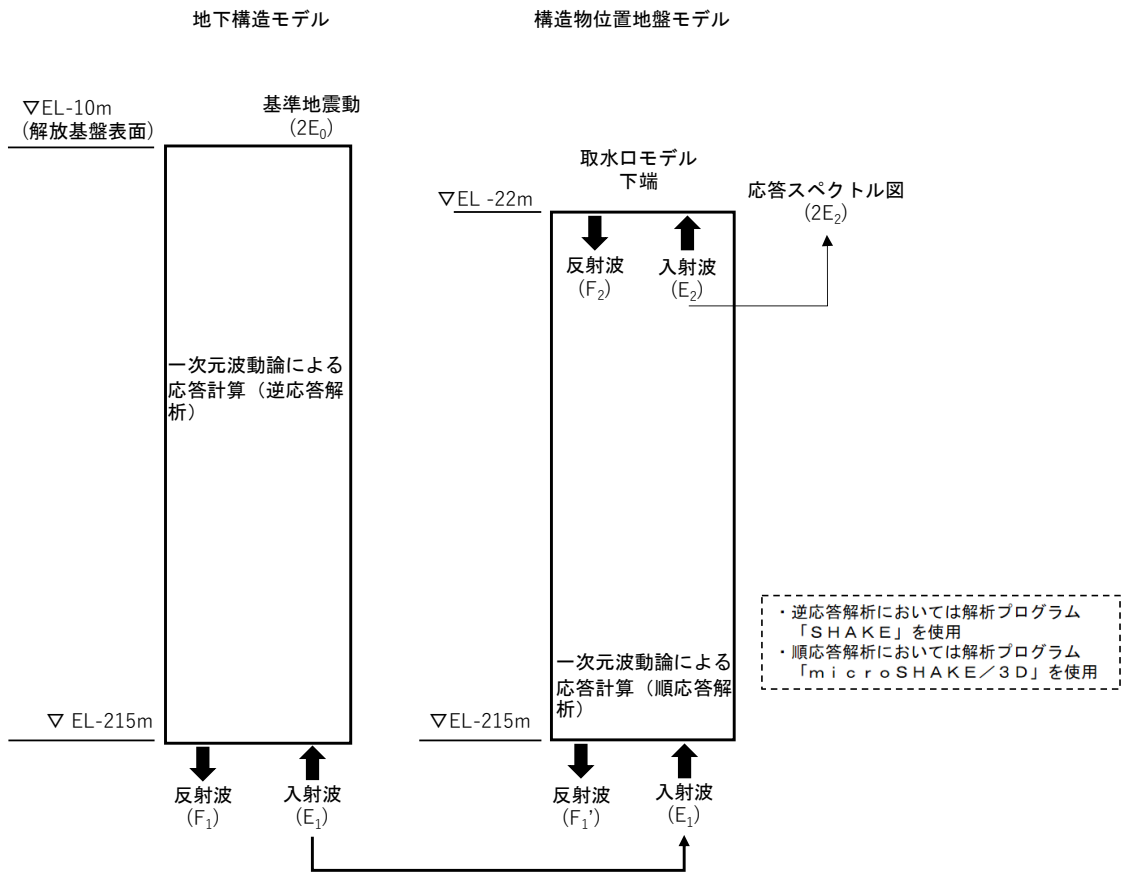 地下構造モデル
構造物位置地盤モデル
▽EL-10m
(解放基盤表面)
基準地震動
(2E₀)
取水口モデル
下端
▽EL -22m
応答スペクトル図
(2E₂)
反射波
(F₂)
入射波
(E₂)
一次元波動論による
応答計算（逆応答解
析）
・逆応答解析においては解析プログラム
「ＳＨＡＫＥ」を使用
・順応答解析においては解析プログラム
「ｍｉｃｒｏＳＨＡＫＥ／３Ｄ」を使用
一次元波動論による
応答計算（順応答解
析）
▽ EL-215m
▽EL-215m
反射波
(F₁)
入射波
(E₁)
反射波
(F₁')
入射波
(E₁)